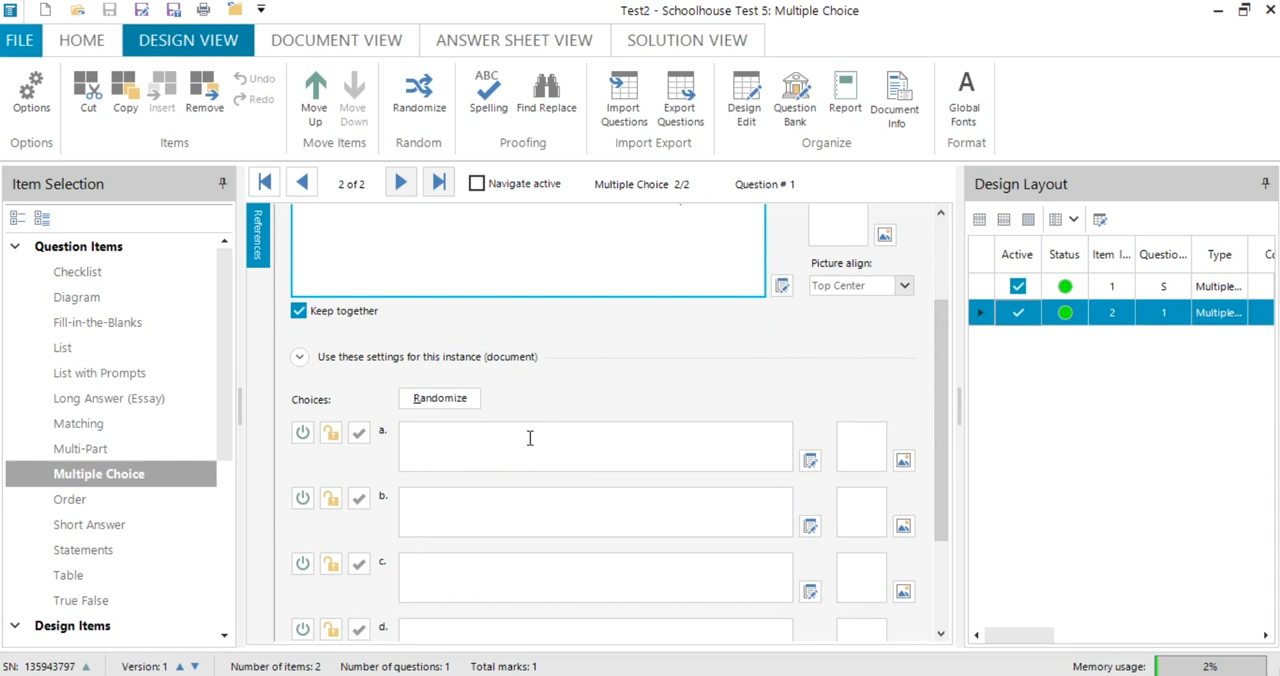 Test2 - Schoolhouse Test 5: Multiple Choice
FILE HOME DESIGN VIEW DOCUMENT VIEW ANSWER SHEET VIEW SOLUTION VIEW
Options Cut Copy Insert Remove Undo Redo Move Up Move Down Randomize ABC Spelling Find Replace Import Questions Export Questions Design Edit Question Bank Report Document Info A Global Fonts
Options Items Move Items Random Proofing Import Export Organize Format
Item Selection
2 of 2 Navigate active Multiple Choice 2/2 Question # 1
Design Layout
References
Question Items
Checklist
Diagram
Fill-in-the-Blanks
List
List with Prompts
Long Answer (Essay)
Matching
Multi-Part
Multiple Choice
Order
Short Answer
Statements
Table
True False
Design Items
Picture align:
Top Center
Keep together
Use these settings for this instance (document)
Choices: Randomize
a.
b.
c.
d.
Active Status Item I... Questio... Type Co
1 S Multiple...
2 1 Multiple...
SN: 135943797 Version: 1 Number of items: 2 Number of questions: 1 Total marks: 1 Memory usage: 2%